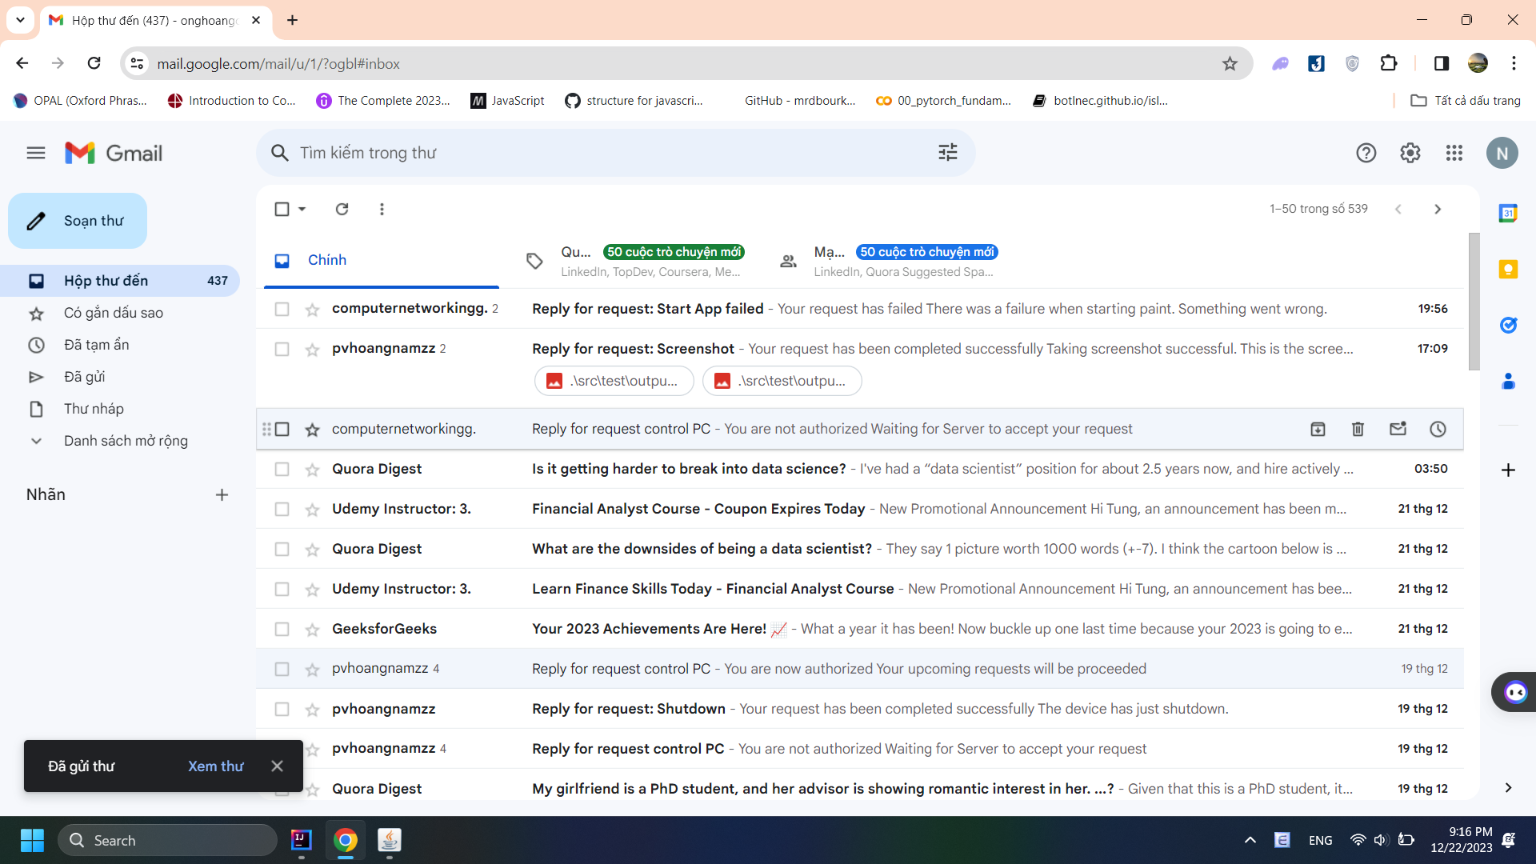 Hộp thư đến (437) - onghoang
mail.google.com/mail/u/1/?ogbl#inbox
OPAL (Oxford Phras...
Introduction to Co...
The Complete 2023...
JavaScript
structure for javascri...
GitHub - mrdbourk...
00_pytorch_fundam...
botlnec.github.io/isl...
Tất cả dấu trang
Gmail
Tìm kiếm trong thư
N
Soạn thư
1–50 trong số 539
Hộp thư đến 437
Có gắn dấu sao
Đã tạm ẩn
Đã gửi
Thư nháp
Danh sách mở rộng
Nhãn
Chính
Qu... 50 cuộc trò chuyện mới
LinkedIn, TopDev, Coursera, Me...
Mạ... 50 cuộc trò chuyện mới
LinkedIn, Quora Suggested Spa...
31
computernetworkingg. 2 Reply for request: Start App failed - Your request has failed There was a failure when starting paint. Something went wrong. 19:56
pvhoangnamzz 2 Reply for request: Screenshot - Your request has been completed successfully Taking screenshot successful. This is the scree... 17:09
.\src\test\outpu...
.\src\test\outpu...
computernetworkingg. Reply for request control PC - You are not authorized Waiting for Server to accept your request
Quora Digest Is it getting harder to break into data science? - I've had a “data scientist” position for about 2.5 years now, and hire actively ... 03:50
Udemy Instructor: 3. Financial Analyst Course - Coupon Expires Today - New Promotional Announcement Hi Tung, an announcement has been m... 21 thg 12
Quora Digest What are the downsides of being a data scientist? - They say 1 picture worth 1000 words (+-7). I think the cartoon below is ... 21 thg 12
Udemy Instructor: 3. Learn Finance Skills Today - Financial Analyst Course - New Promotional Announcement Hi Tung, an announcement has bee... 21 thg 12
GeeksforGeeks Your 2023 Achievements Are Here! 📈 - What a year it has been! Now buckle up one last time because your 2023 is going to e... 21 thg 12
pvhoangnamzz 4 Reply for request control PC - You are now authorized Your upcoming requests will be proceeded 19 thg 12
pvhoangnamzz Reply for request: Shutdown - Your request has been completed successfully The device has just shutdown. 19 thg 12
pvhoangnamzz 4 Reply for request control PC - You are not authorized Waiting for Server to accept your request 19 thg 12
Quora Digest My girlfriend is a PhD student, and her advisor is showing romantic interest in her. ...? - Given that this is a PhD student, it... 19 thg 12
Đã gửi thư Xem thư
Search
IJ
E
ENG
9:16 PM
12/22/2023